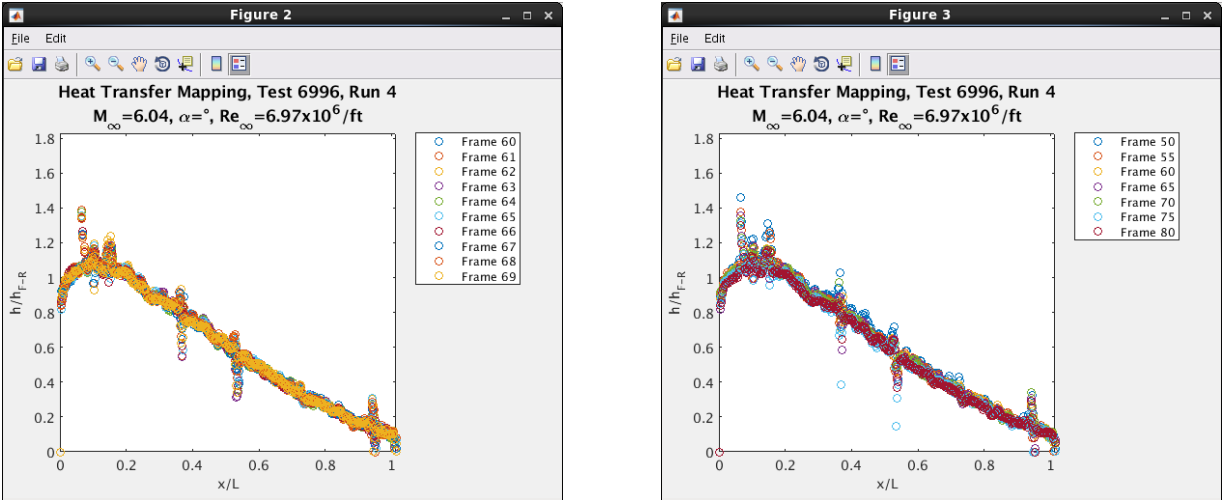 Figure 2
File Edit
Heat Transfer Mapping, Test 6996, Run 4
M∞=6.04, α=°, Re∞=6.97x10⁶/ft
1.8
1.6
1.4
1.2
1
0.8
0.6
0.4
0.2
0
h/hF−R
0 0.2 0.4 0.6 0.8 1
x/L
Frame 60
Frame 61
Frame 62
Frame 63
Frame 64
Frame 65
Frame 66
Frame 67
Frame 68
Frame 69
Figure 3
File Edit
Heat Transfer Mapping, Test 6996, Run 4
M∞=6.04, α=°, Re∞=6.97x10⁶/ft
1.8
1.6
1.4
1.2
1
0.8
0.6
0.4
0.2
0
h/hF−R
0 0.2 0.4 0.6 0.8 1
x/L
Frame 50
Frame 55
Frame 60
Frame 65
Frame 70
Frame 75
Frame 80